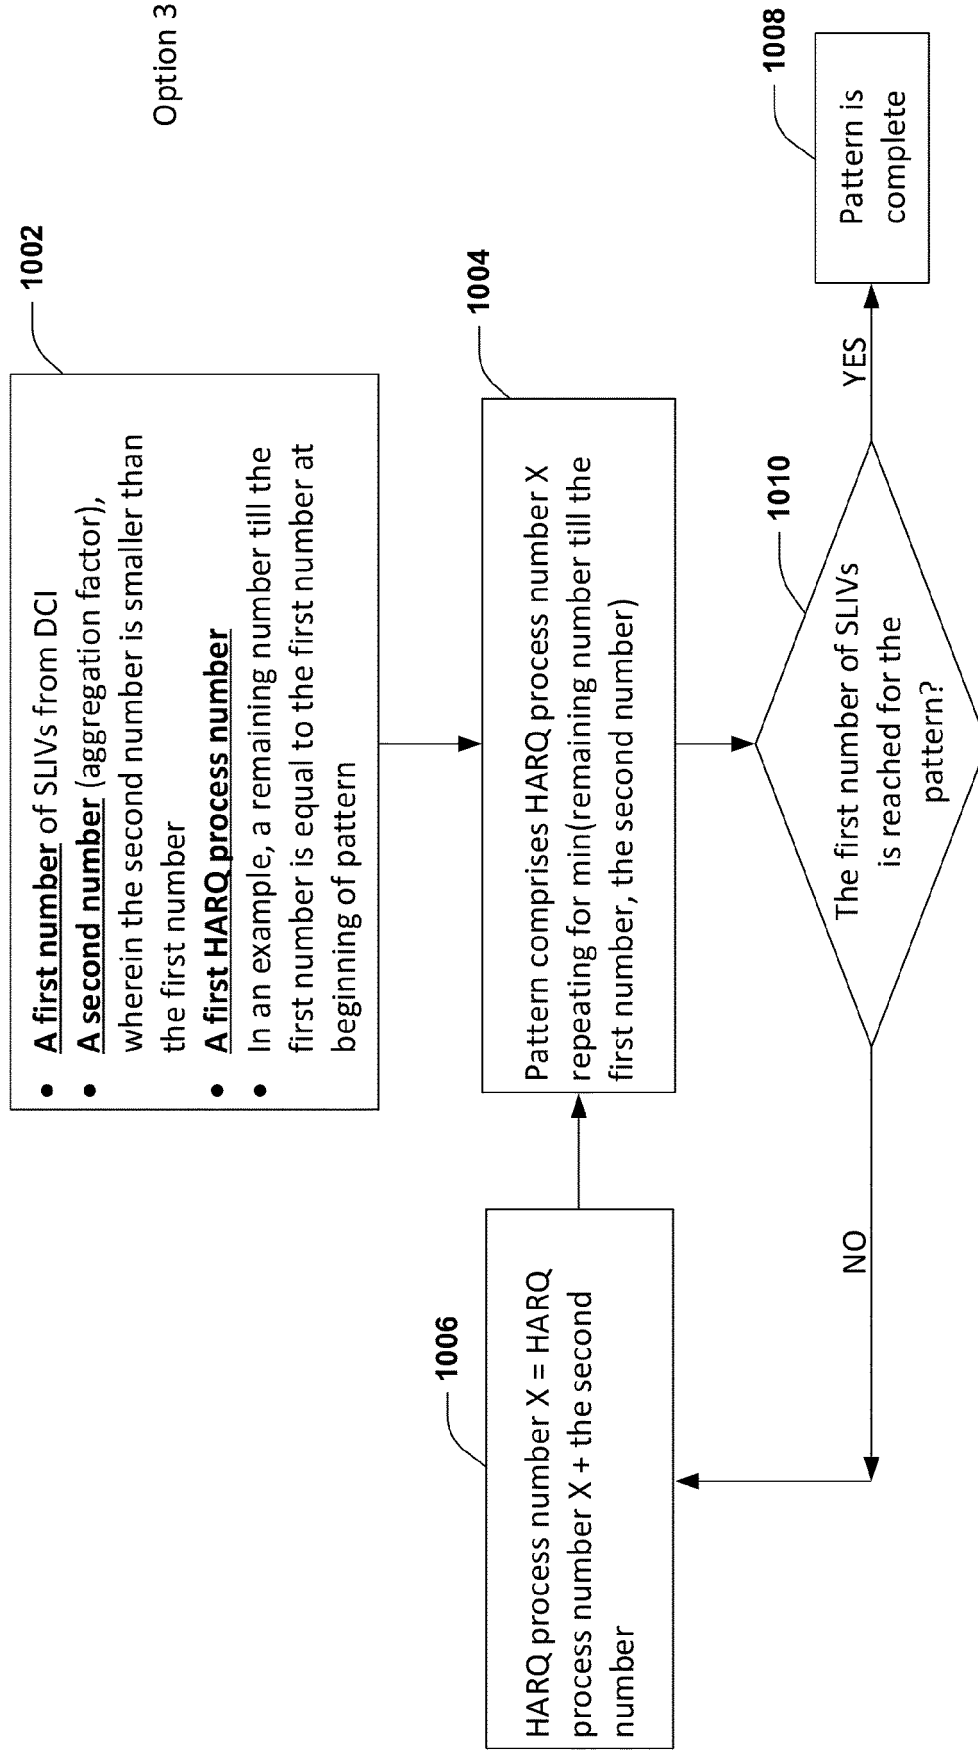 Option 3
1002
• A first number of SLIVs from DCI
• A second number (aggregation factor),
wherein the second number is smaller than
the first number
• A first HARQ process number
• In an example, a remaining number till the
first number is equal to the first number at
beginning of pattern
1004
Pattern comprises HARQ process number X
repeating for min(remaining number till the
first number, the second number)
1006
HARQ process number X = HARQ
process number X + the second
number
1010
The first number of SLIVs
is reached for the
pattern?
NO
YES
1008
Pattern is
complete